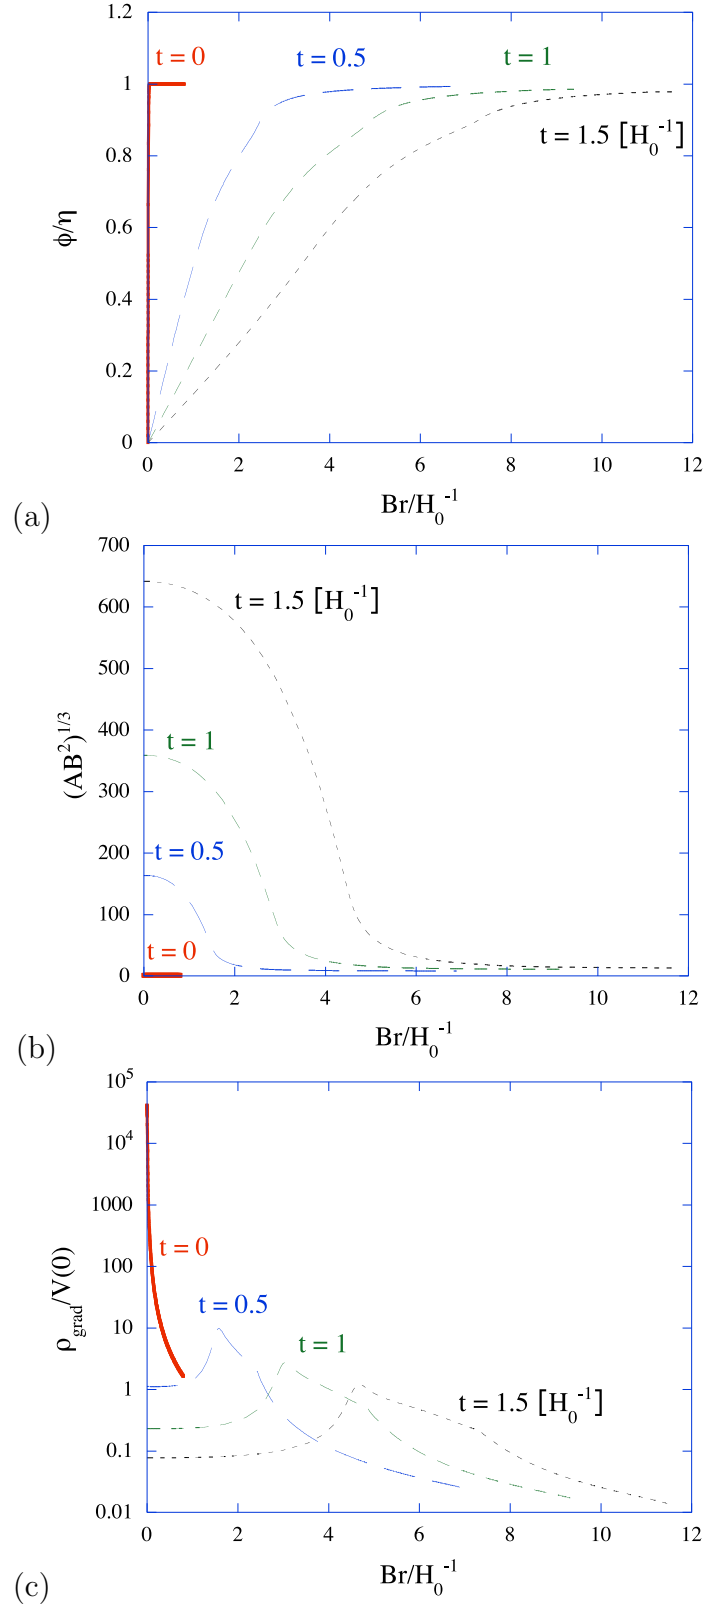 1.2
1
0.8
0.6
0.4
0.2
0
t = 0
t = 0.5
t = 1
t = 1.5 [H₀⁻¹]
ϕ/η
0 2 4 6 8 10 12
Br/H₀⁻¹
(a)
700
600
500
400
300
200
100
0
t = 1.5 [H₀⁻¹]
t = 1
t = 0.5
t = 0
(AB²)^1/3
0 2 4 6 8 10 12
Br/H₀⁻¹
(b)
10⁵
10⁴
1000
100
10
1
0.1
0.01
t = 0
t = 0.5
t = 1
t = 1.5 [H₀⁻¹]
ρ_grad/V(0)
0 2 4 6 8 10 12
Br/H₀⁻¹
(c)